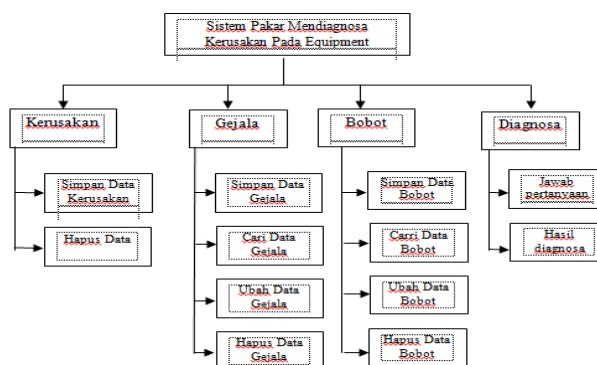 Sistem Pakar Mendiagnosa
Kerusakan Pada Equipment
Kerusakan
Gejala
Bobot
Diagnosa
Simpan Data
Kerusakan
Hapus Data
Simpan Data
Gejala
Cari Data
Gejala
Ubah Data
Gejala
Hapus Data
Gejala
Simpan Data
Bobot
Carri Data
Bobot
Ubah Data
Bobot
Hapus Data
Bobot
Jawab
pertanyaan
Hasil
diagnosa